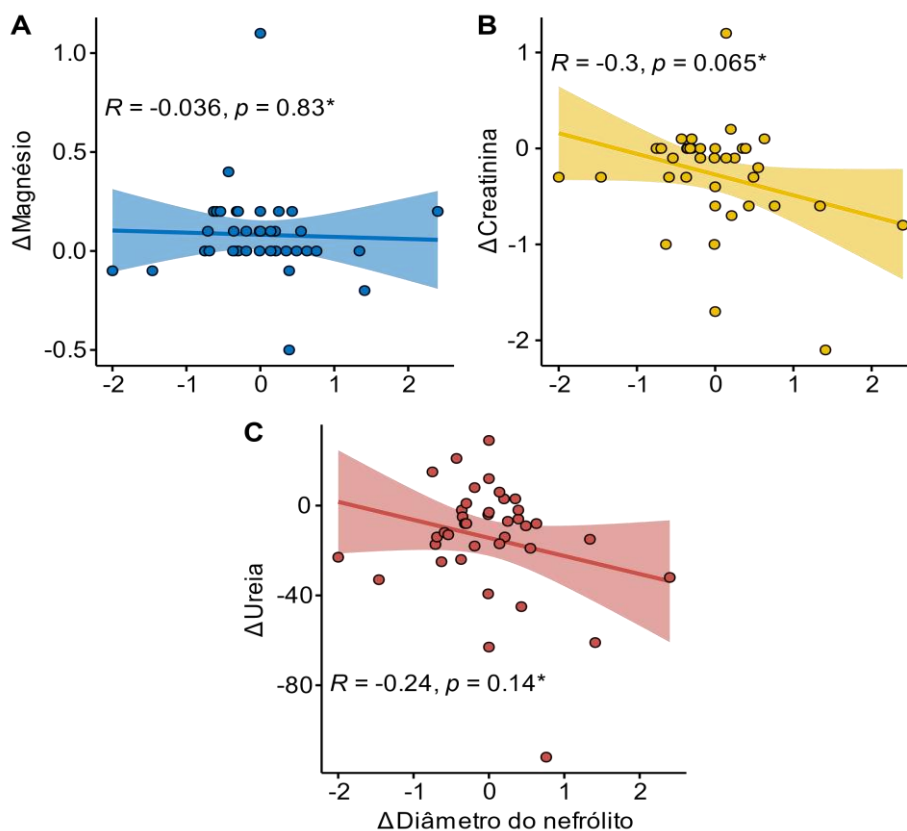 A
R = -0.036, p = 0.83*
ΔMagnésio
1.0
0.5
0.0
-0.5
-2 -1 0 1 2
B
R = -0.3, p = 0.065*
ΔCreatinina
1
0
-1
-2
-2 -1 0 1 2
C
ΔUreia
0
-40
-80
R = -0.24, p = 0.14*
-2 -1 0 1 2
ΔDiâmetro do nefrólito